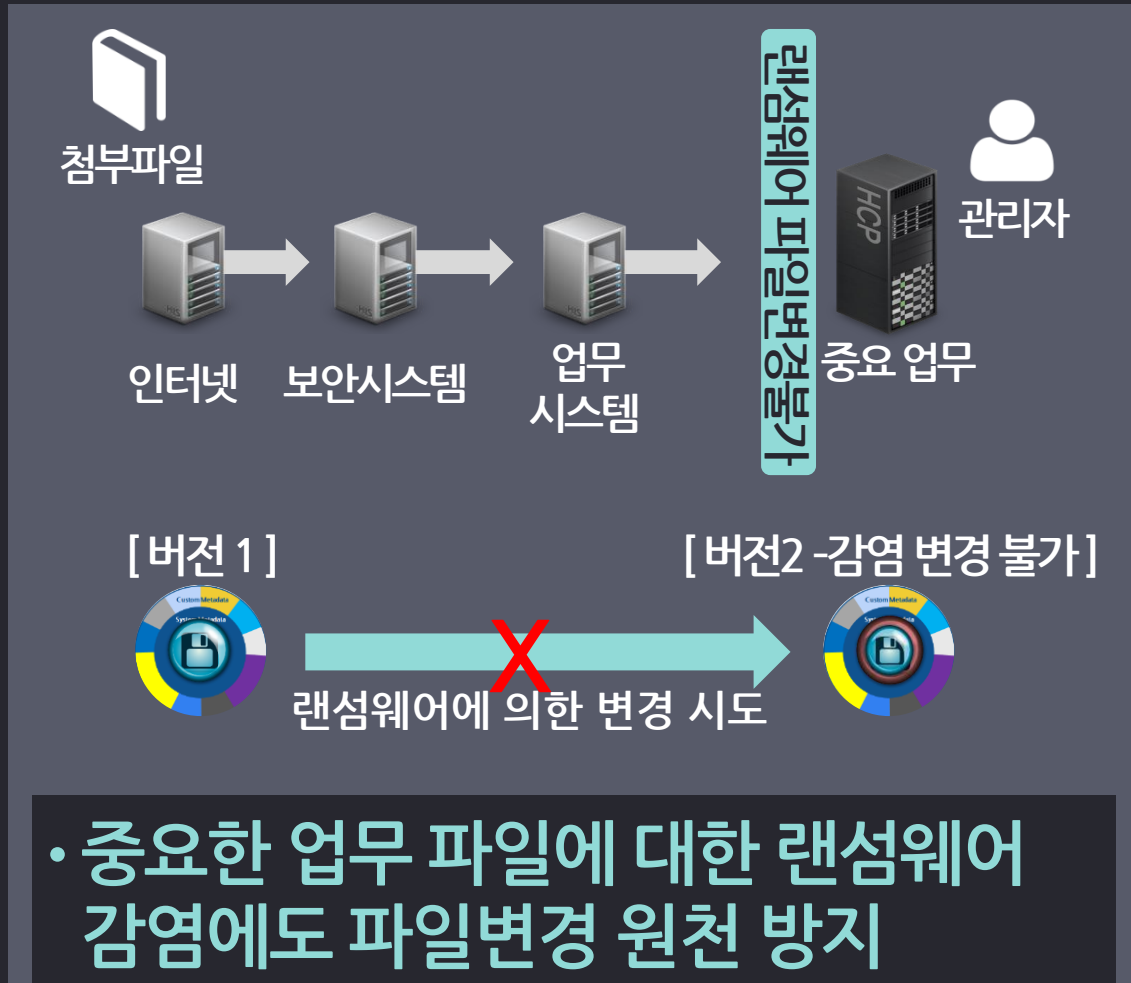 첨부파일
랜섬웨어 파일변경불가
HCP
관리자
인터넷
보안시스템
업무
시스템
중요 업무
[ 버전 1 ]
[ 버전2 -감염 변경 불가 ]
Custom Metadata
Custom Metadata
X
랜섬웨어에 의한 변경 시도
• 중요한 업무 파일에 대한 랜섬웨어
감염에도 파일변경 원천 방지